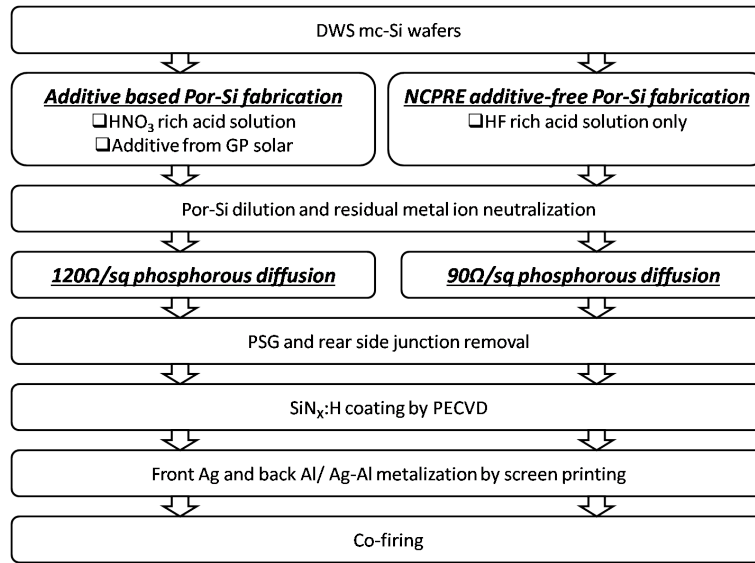 DWS mc-Si wafers
Additive based Por-Si fabrication
❑HNO₃ rich acid solution
❑Additive from GP solar
NCPRE additive-free Por-Si fabrication
❑HF rich acid solution only
Por-Si dilution and residual metal ion neutralization
120Ω/sq phosphorous diffusion
90Ω/sq phosphorous diffusion
PSG and rear side junction removal
SiNₓ:H coating by PECVD
Front Ag and back Al/ Ag-Al metalization by screen printing
Co-firing